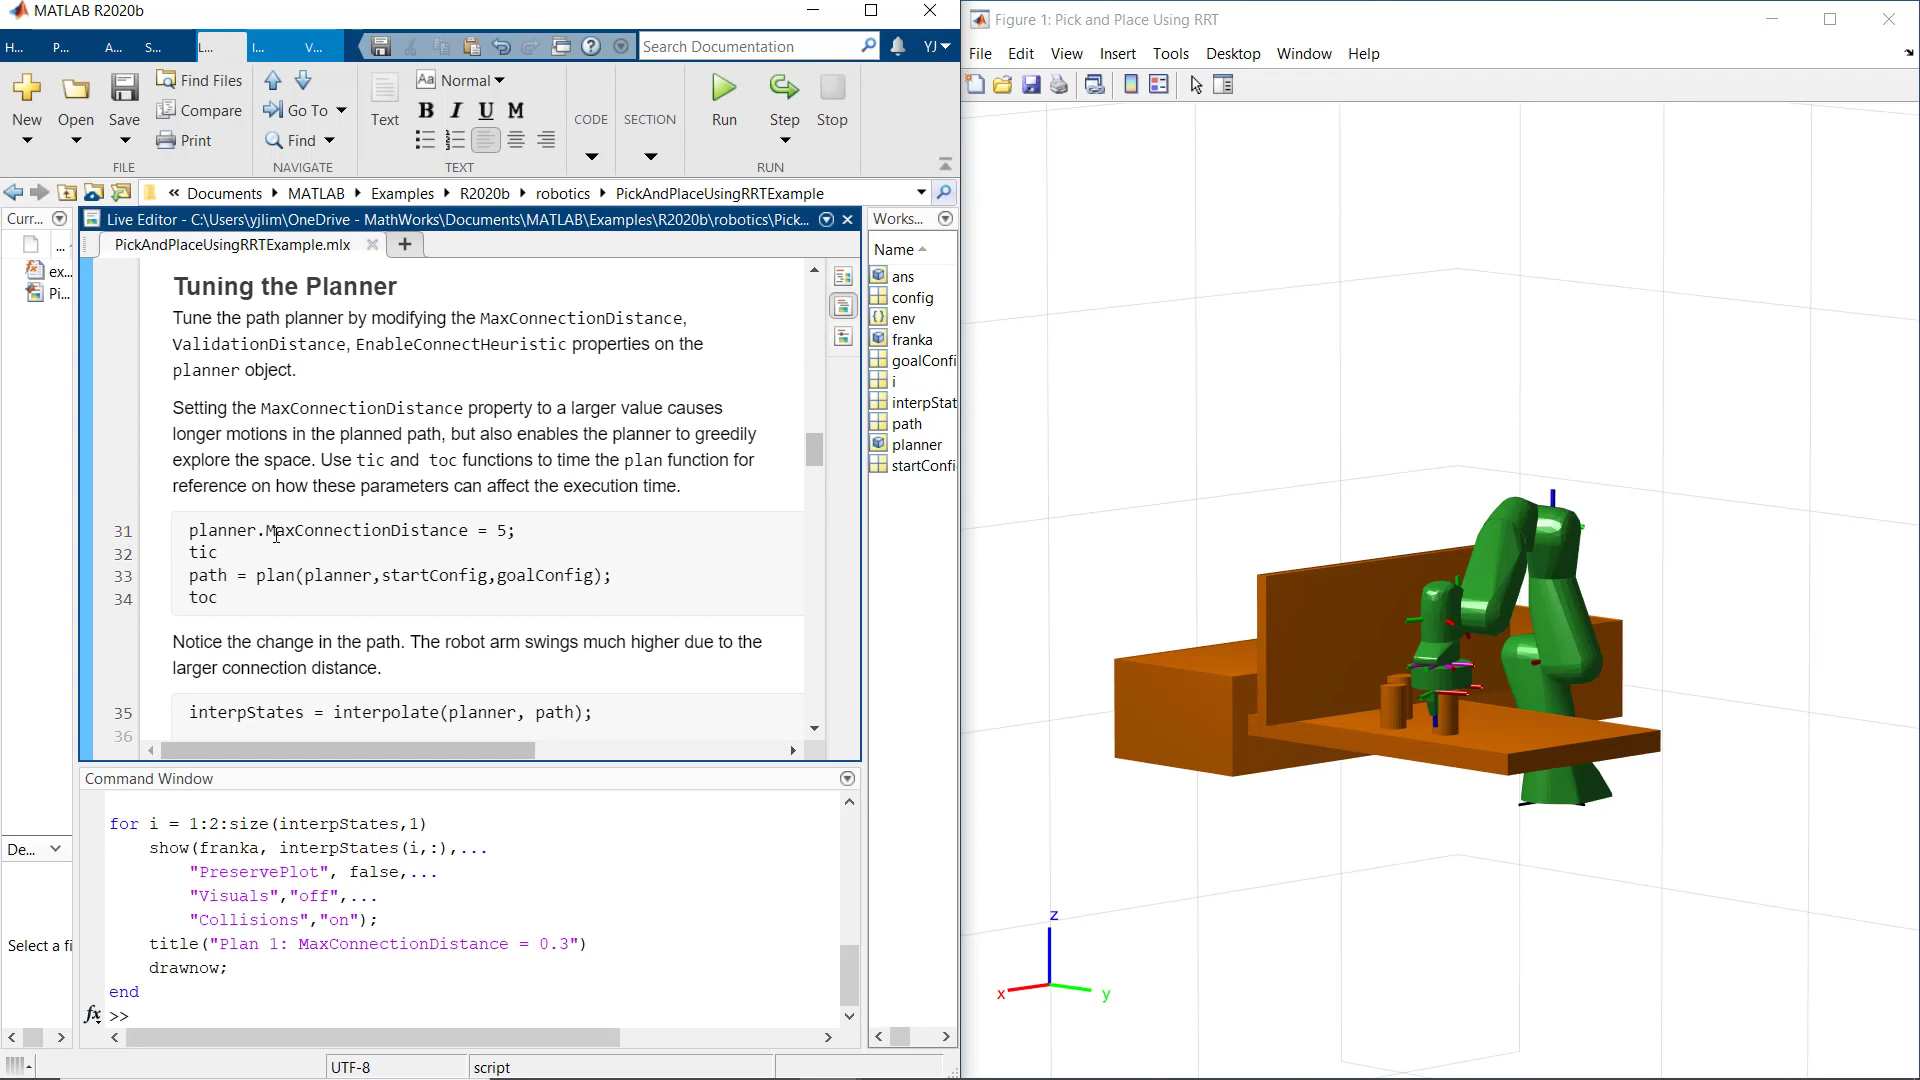 MATLAB R2020b
H... P... A... S... L... I... V...
Search Documentation
YJ
New
Open
Save
Find Files
Compare
Print
FILE
Go To
Find
NAVIGATE
Text
Aa Normal
B I U M
TEXT
CODE
SECTION
Run
Step
Stop
RUN
« Documents MATLAB Examples R2020b robotics PickAndPlaceUsingRRTExample
Curr...
...
ex...
Pi...
De...
Select a fi
Live Editor - C:\Users\yjlim\OneDrive - MathWorks\Documents\MATLAB\Examples\R2020b\robotics\Pick...
PickAndPlaceUsingRRTExample.mlx
Tuning the Planner
Tune the path planner by modifying the MaxConnectionDistance,
ValidationDistance, EnableConnectHeuristic properties on the
planner object.
Setting the MaxConnectionDistance property to a larger value causes
longer motions in the planned path, but also enables the planner to greedily
explore the space. Use tic and toc functions to time the plan function for
reference on how these parameters can affect the execution time.
31 planner.MaxConnectionDistance = 5;
32 tic
33 path = plan(planner,startConfig,goalConfig);
34 toc
Notice the change in the path. The robot arm swings much higher due to the
larger connection distance.
35 interpStates = interpolate(planner, path);
36
Command Window
for i = 1:2:size(interpStates,1)
show(franka, interpStates(i,:),...
"PreservePlot", false,...
"Visuals","off",...
"Collisions","on");
title("Plan 1: MaxConnectionDistance = 0.3")
drawnow;
end
fx >>
Works...
Name
ans
config
env
franka
goalConfi
i
interpStat
path
planner
startConfi
UTF-8
script
Figure 1: Pick and Place Using RRT
File Edit View Insert Tools Desktop Window Help
z
x
y